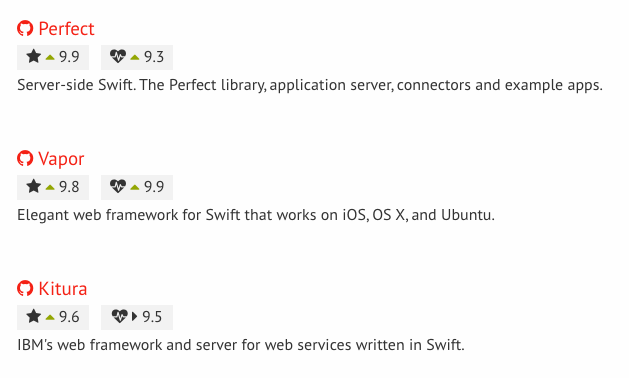 Perfect
9.9 9.3
Server-side Swift. The Perfect library, application server, connectors and example apps.
Vapor
9.8 9.9
Elegant web framework for Swift that works on iOS, OS X, and Ubuntu.
Kitura
9.6 9.5
IBM's web framework and server for web services written in Swift.